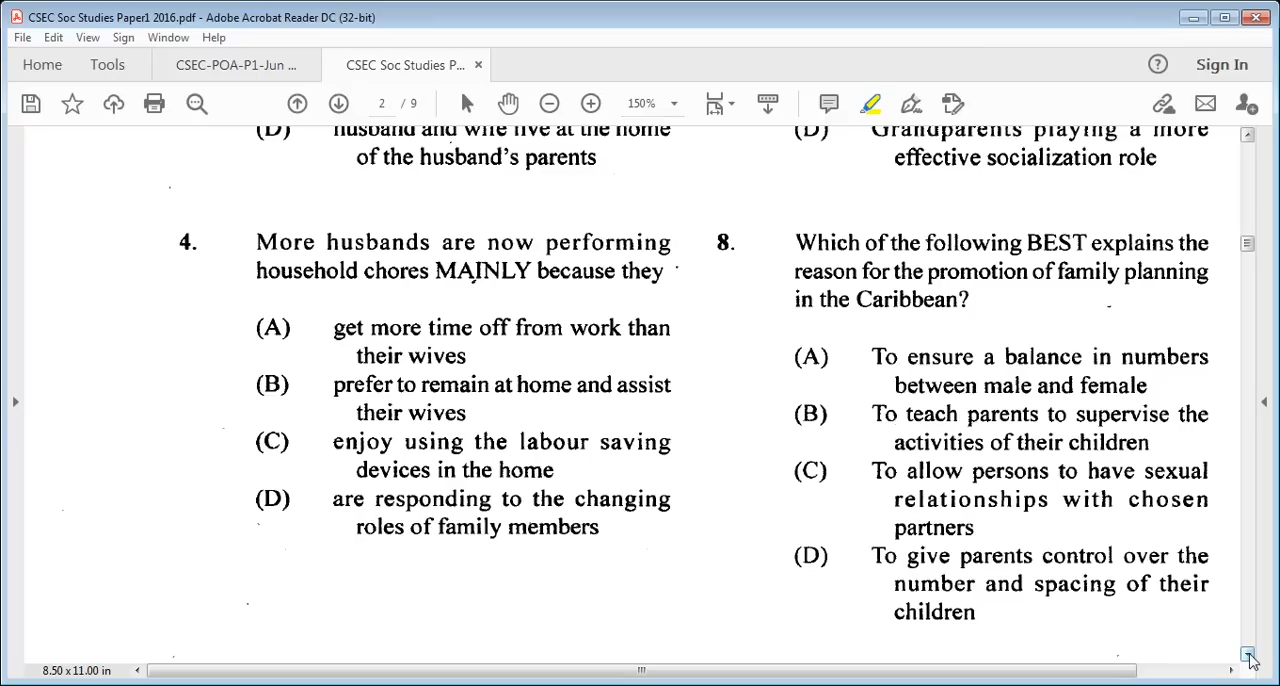 CSEC Soc Studies Paper1 2016.pdf - Adobe Acrobat Reader DC (32-bit)
File Edit View Sign Window Help
Home Tools CSEC-POA-P1-Jun ... CSEC Soc Studies P... × Sign In
2 / 9 150%
(D) husband and wife live at the home
of the husband's parents
4. More husbands are now performing
household chores MAINLY because they
(A) get more time off from work than
their wives
(B) prefer to remain at home and assist
their wives
(C) enjoy using the labour saving
devices in the home
(D) are responding to the changing
roles of family members
(D) Grandparents playing a more
effective socialization role
8. Which of the following BEST explains the
reason for the promotion of family planning
in the Caribbean?
(A) To ensure a balance in numbers
between male and female
(B) To teach parents to supervise the
activities of their children
(C) To allow persons to have sexual
relationships with chosen
partners
(D) To give parents control over the
number and spacing of their
children
8.50 x 11.00 in